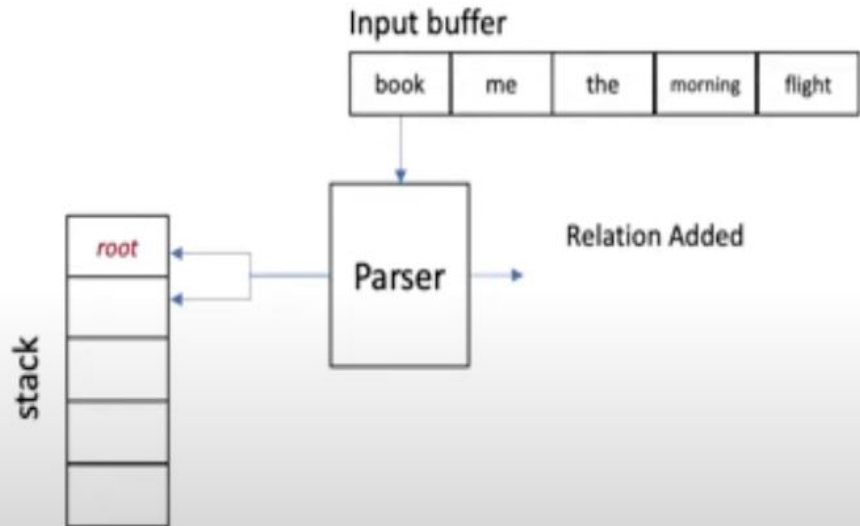 Input buffer
book me the morning flight
root
Relation Added
Parser
stack